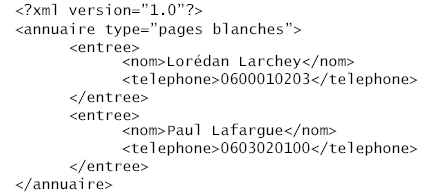 <?xml version=”1.0”?>
<annuaire type=”pages blanches”>
<entree>
<nom>Lorédan Larchey</nom>
<telephone>0600010203</telephone>
</entree>
<entree>
<nom>Paul Lafargue</nom>
<telephone>0603020100</telephone>
</entree>
</annuaire>